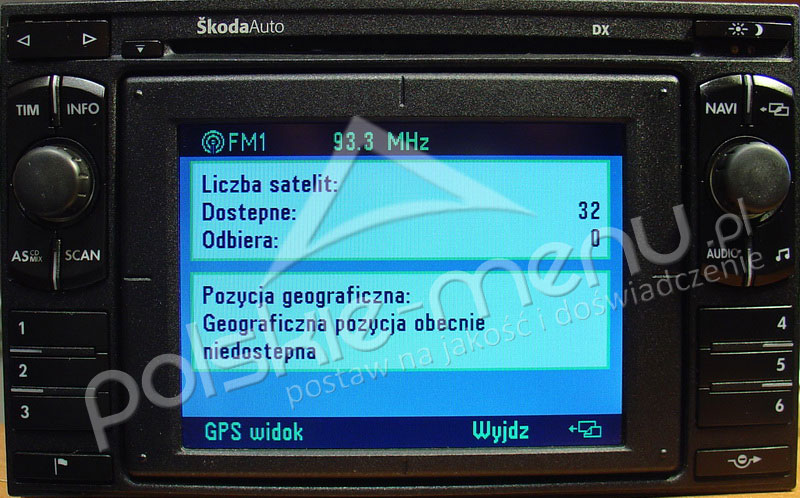 ŠkodaAuto
DX
TIM INFO
NAVI
FM1 93.3 MHz
Liczba satelit:
Dostepne: 32
Odbiera: 0
AS CD MIX SCAN
AUDIO
Pozycja geograficzna:
Geograficzna pozycja obecnie
niedostepna
1
2
3
4
5
6
GPS widok Wyjdz
polskie-menu.pl
postaw na jakość i doświadczenie